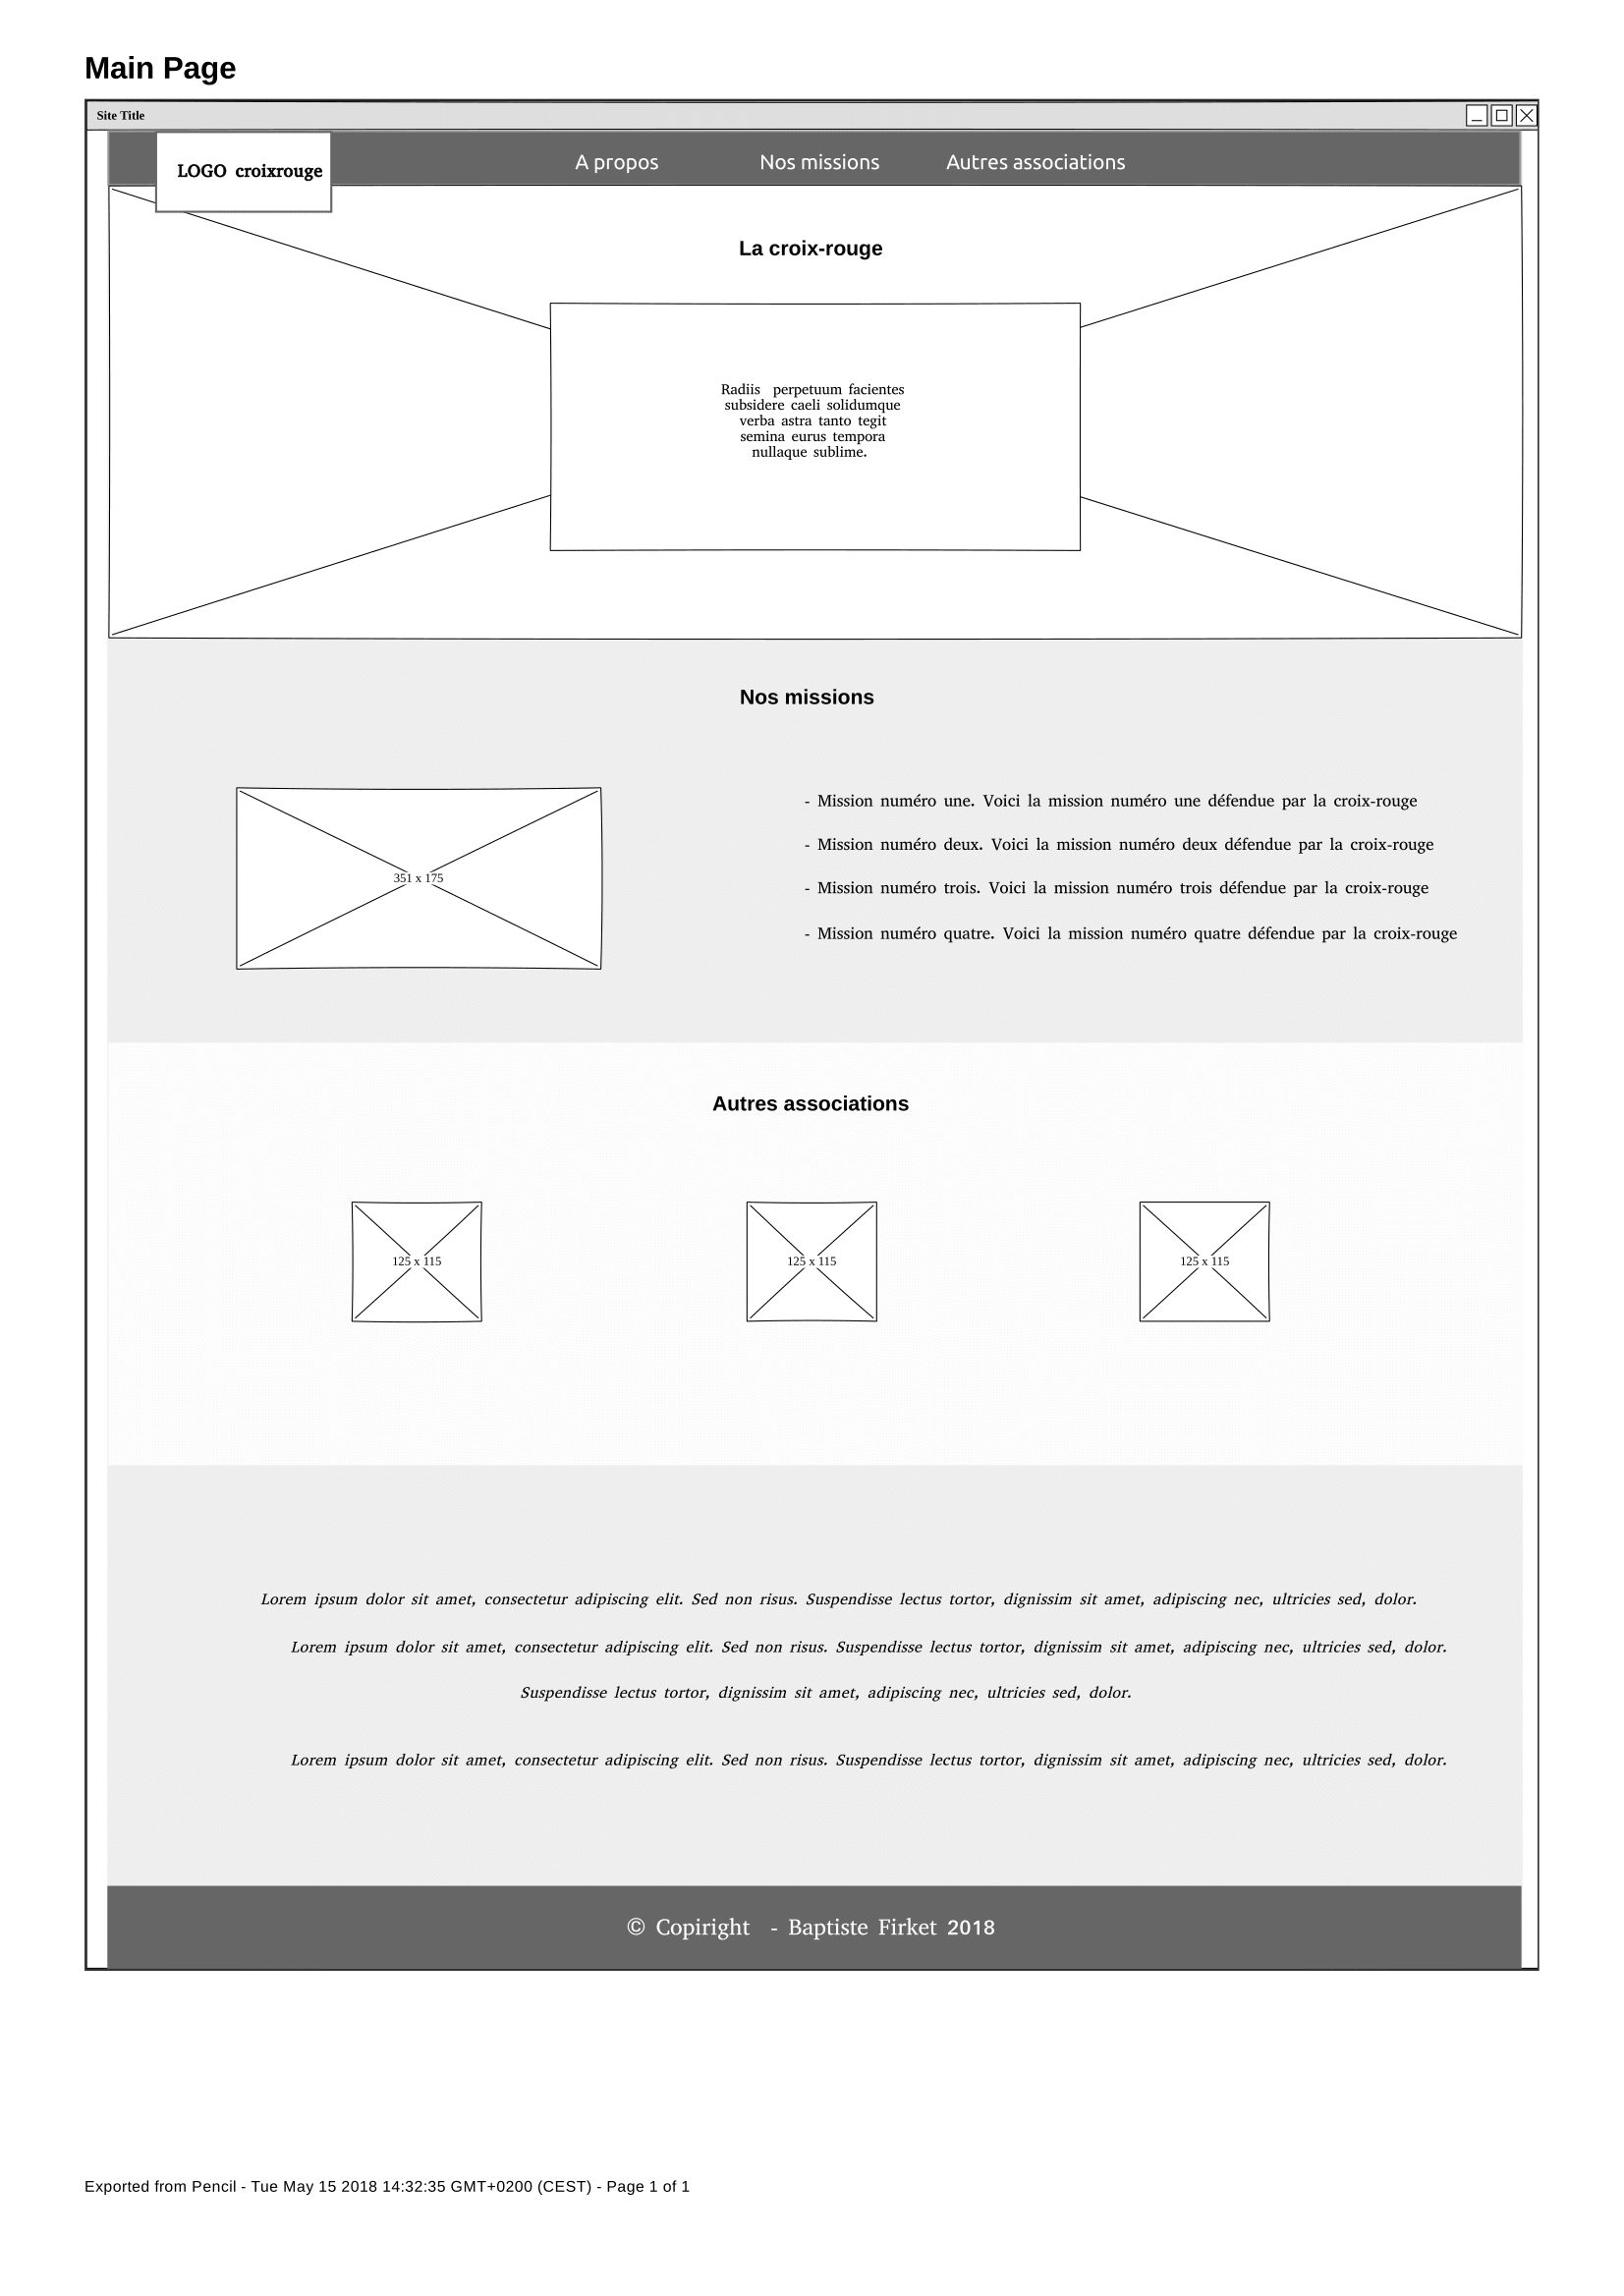 Main Page
Site Title
LOGO croixrouge
A propos
Nos missions
Autres associations
La croix-rouge
Radiis perpetuum facientes
subsidere caeli solidumque
verba astra tanto tegit
semina eurus tempora
nullaque sublime.
Nos missions
351 x 175
- Mission numéro une. Voici la mission numéro une défendue par la croix-rouge
- Mission numéro deux. Voici la mission numéro deux défendue par la croix-rouge
- Mission numéro trois. Voici la mission numéro trois défendue par la croix-rouge
- Mission numéro quatre. Voici la mission numéro quatre défendue par la croix-rouge
Autres associations
125 x 115
125 x 115
125 x 115
Lorem ipsum dolor sit amet, consectetur adipiscing elit. Sed non risus. Suspendisse lectus tortor, dignissim sit amet, adipiscing nec, ultricies sed, dolor.
Lorem ipsum dolor sit amet, consectetur adipiscing elit. Sed non risus. Suspendisse lectus tortor, dignissim sit amet, adipiscing nec, ultricies sed, dolor.
Suspendisse lectus tortor, dignissim sit amet, adipiscing nec, ultricies sed, dolor.
Lorem ipsum dolor sit amet, consectetur adipiscing elit. Sed non risus. Suspendisse lectus tortor, dignissim sit amet, adipiscing nec, ultricies sed, dolor.
© Copiright - Baptiste Firket 2018
Exported from Pencil - Tue May 15 2018 14:32:35 GMT+0200 (CEST) - Page 1 of 1